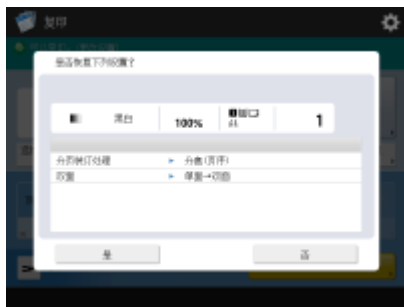 复印
是否恢复下列设置?
黑白
100%
1
分页装订处理 ► 分套(页序)
双面 ► 单面→双面
是
否